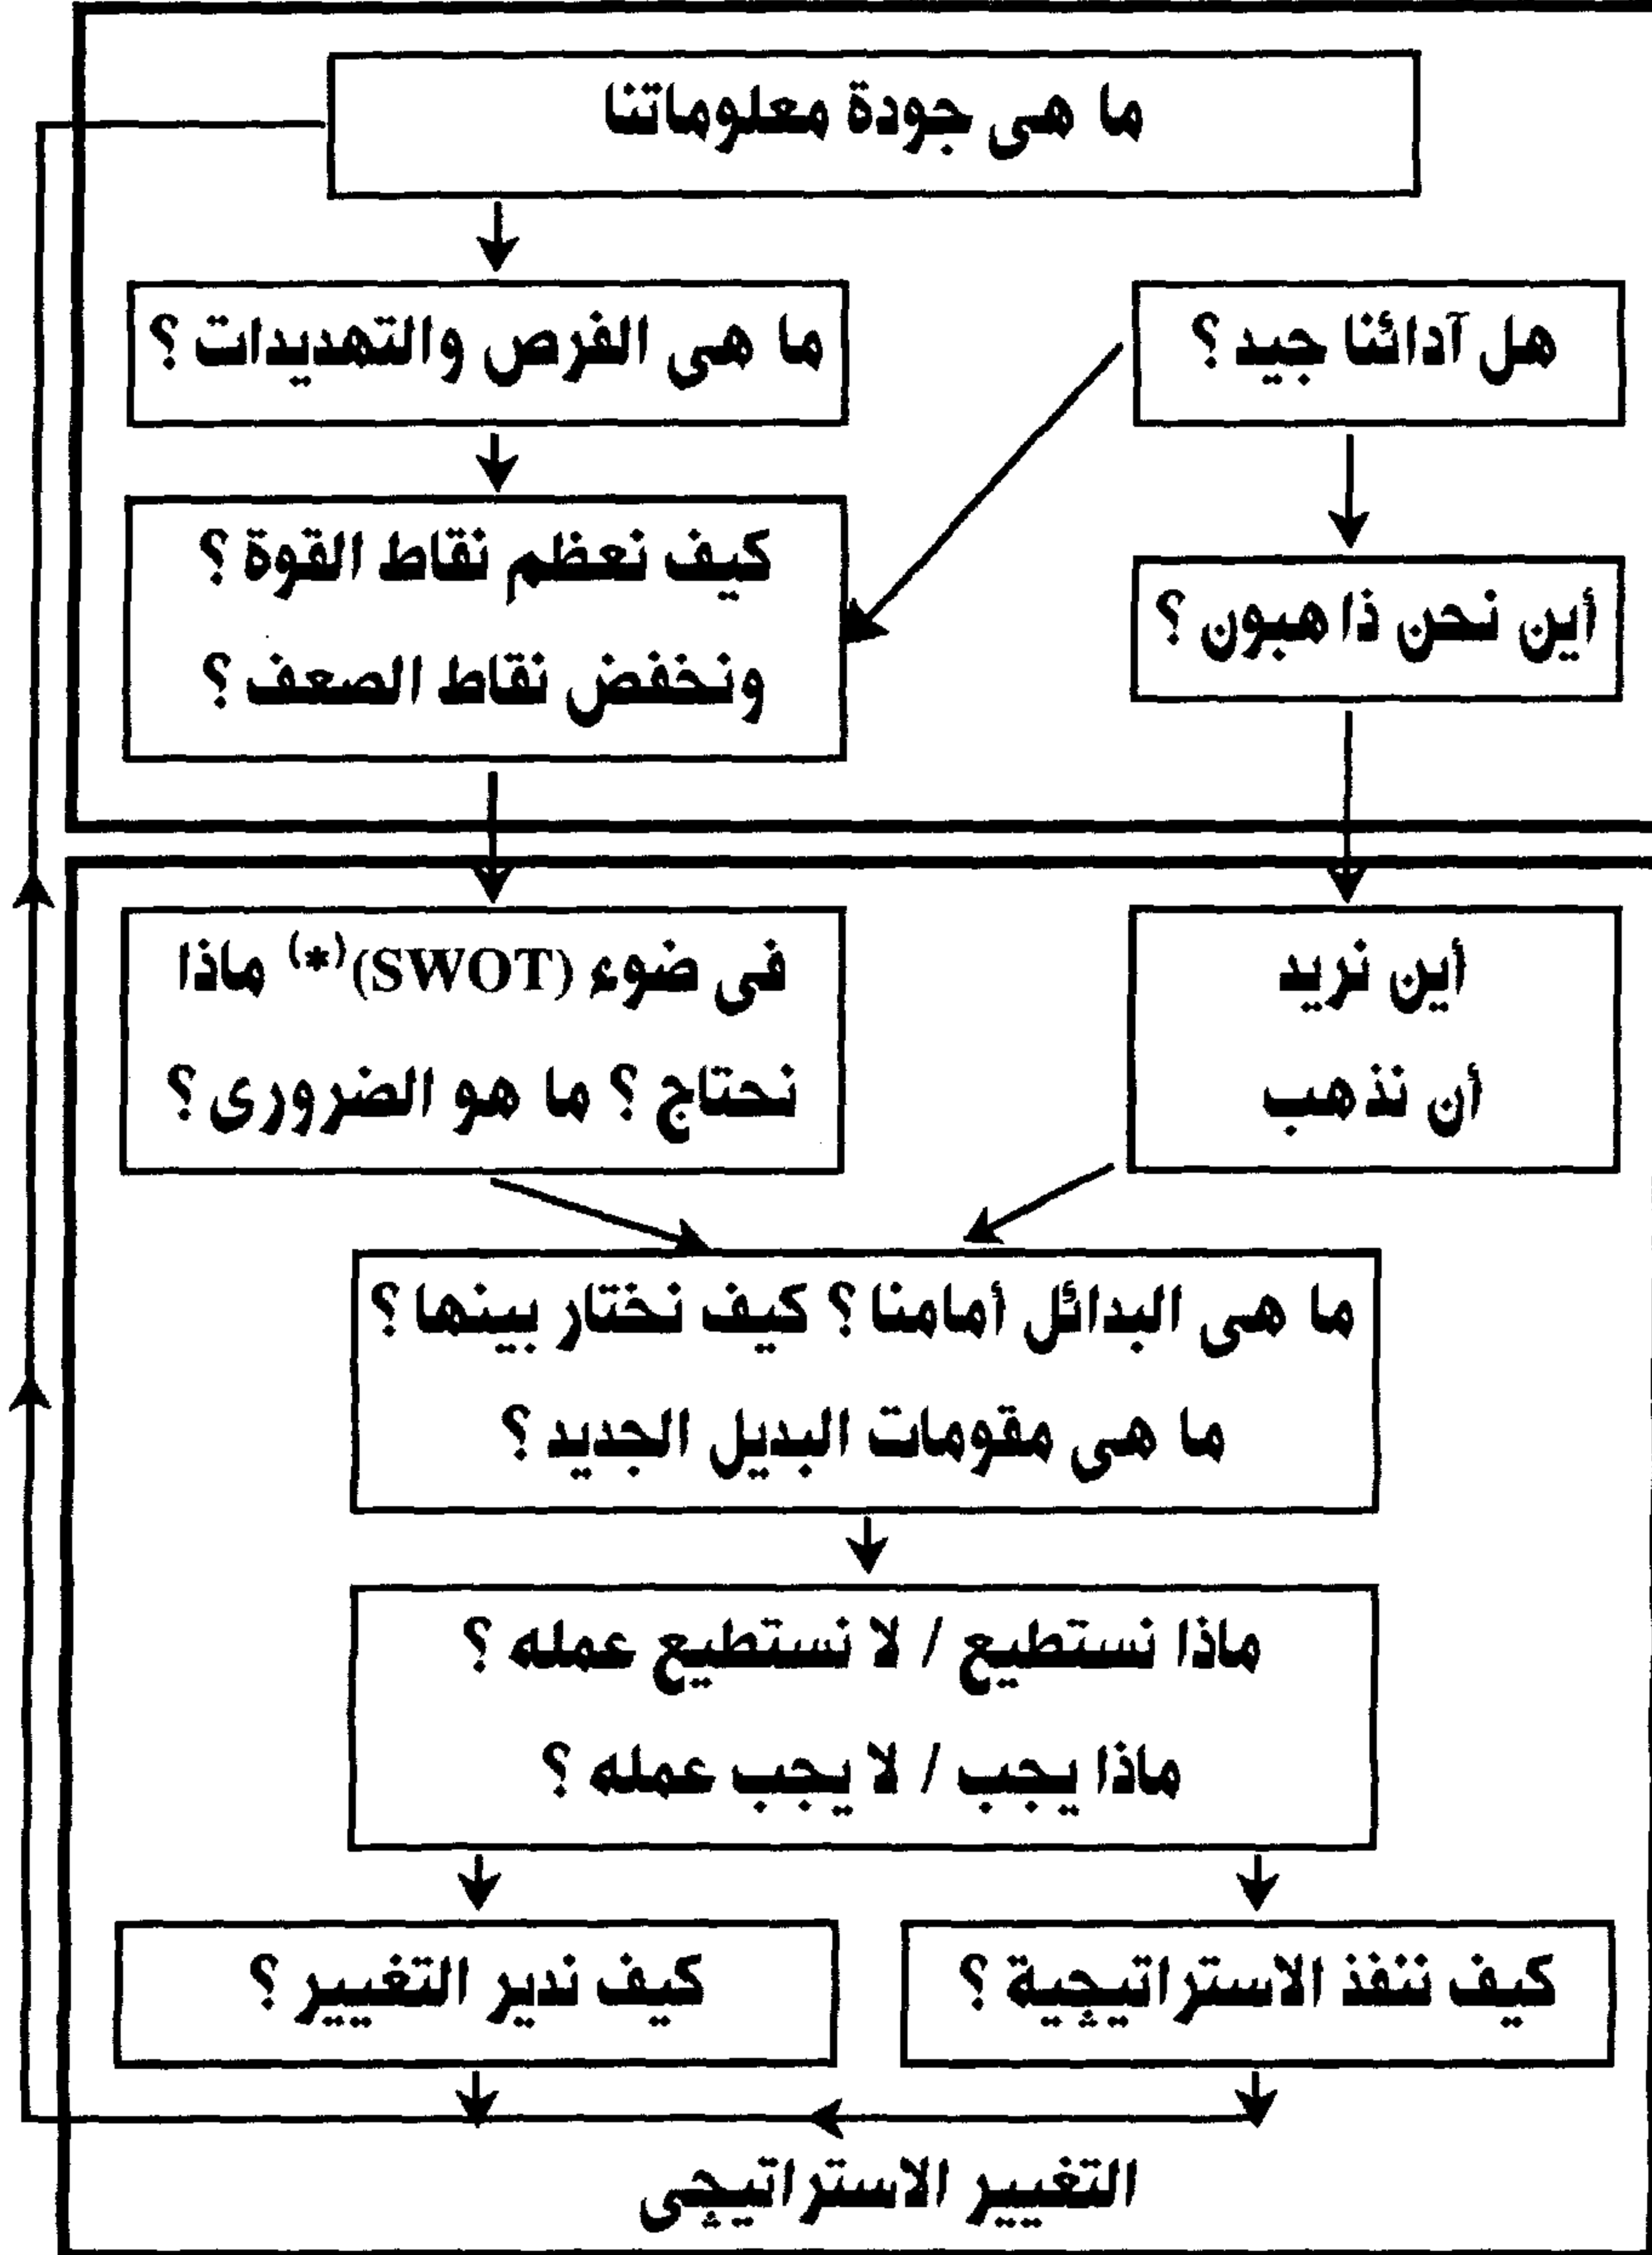 ما هى جودة معلوماتنا
هل آدائنا جيد ؟
ما هى الفرص والتهديدات ؟
أين نحن ذاهبون ؟
كيف نعظم نقاط القوة ؟
ونخفض نقاط الصعف ؟
أين نريد
أن نذهب
فى ضوء (SWOT)(*) ماذا
نحتاج ؟ ما هو الضرورى ؟
ما هى البدائل أمامنا ؟ كيف نختار بينها ؟
ما هى مقومات البديل الجديد ؟
ماذا نستطيع / لا نستطيع عمله ؟
ماذا يجب / لا يجب عمله ؟
كيف ننفذ الاستراتيچية ؟
كيف ندير التغيير ؟
التغيير الاستراتيچى